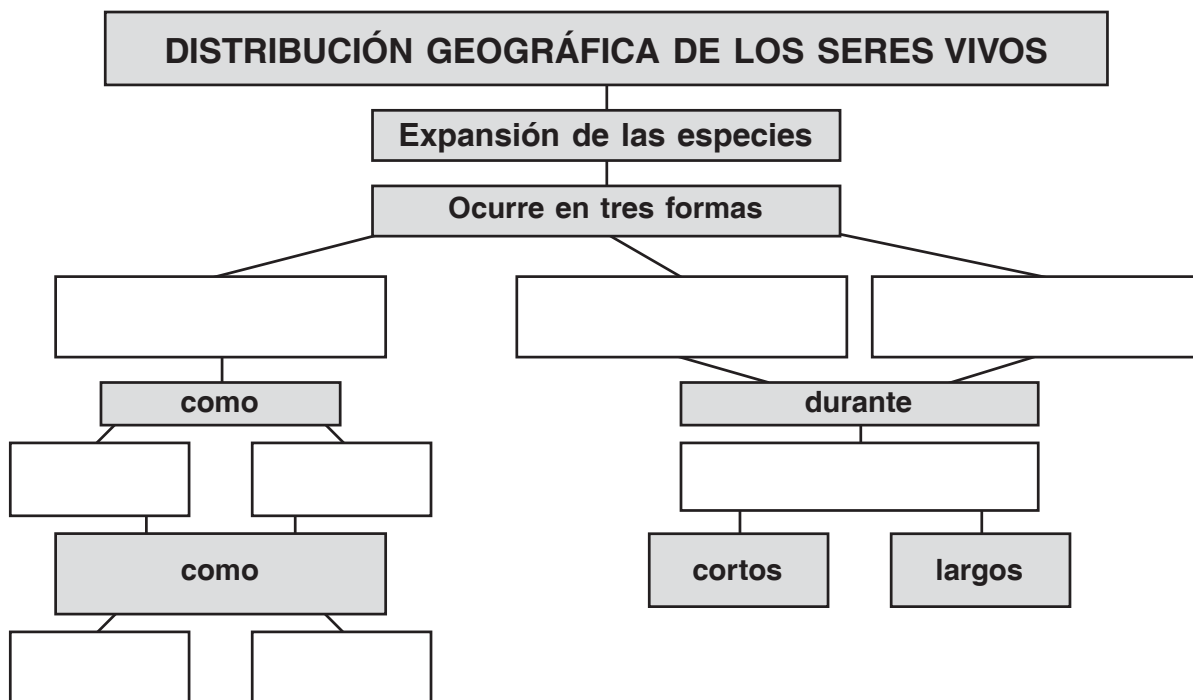 DISTRIBUCIÓN GEOGRÁFICA DE LOS SERES VIVOS
Expansión de las especies
Ocurre en tres formas
como
durante
como
cortos
largos